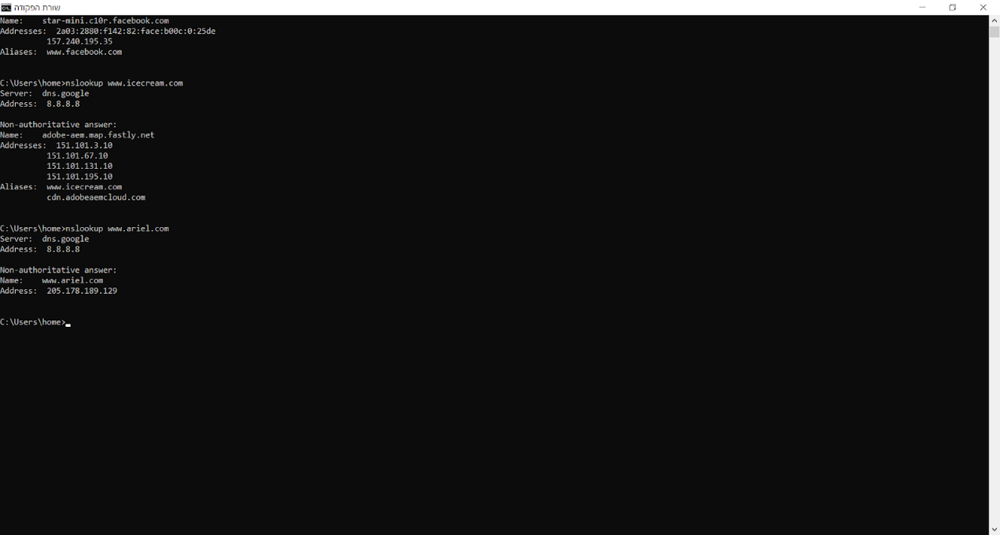 שורת הפקודה
Name:    star-mini.c10r.facebook.com
Addresses:  2a03:2880:f142:82:face:b00c:0:25de
          157.240.195.35
Aliases:  www.facebook.com
C:\Users\home>nslookup www.icecream.com
Server:  dns.google
Address:  8.8.8.8
Non-authoritative answer:
Name:    adobe-aem.map.fastly.net
Addresses:  151.101.3.10
          151.101.67.10
          151.101.131.10
          151.101.195.10
Aliases:  www.icecream.com
          cdn.adobeaemcloud.com
C:\Users\home>nslookup www.ariel.com
Server:  dns.google
Address:  8.8.8.8
Non-authoritative answer:
Name:    www.ariel.com
Address:  205.178.189.129
C:\Users\home>